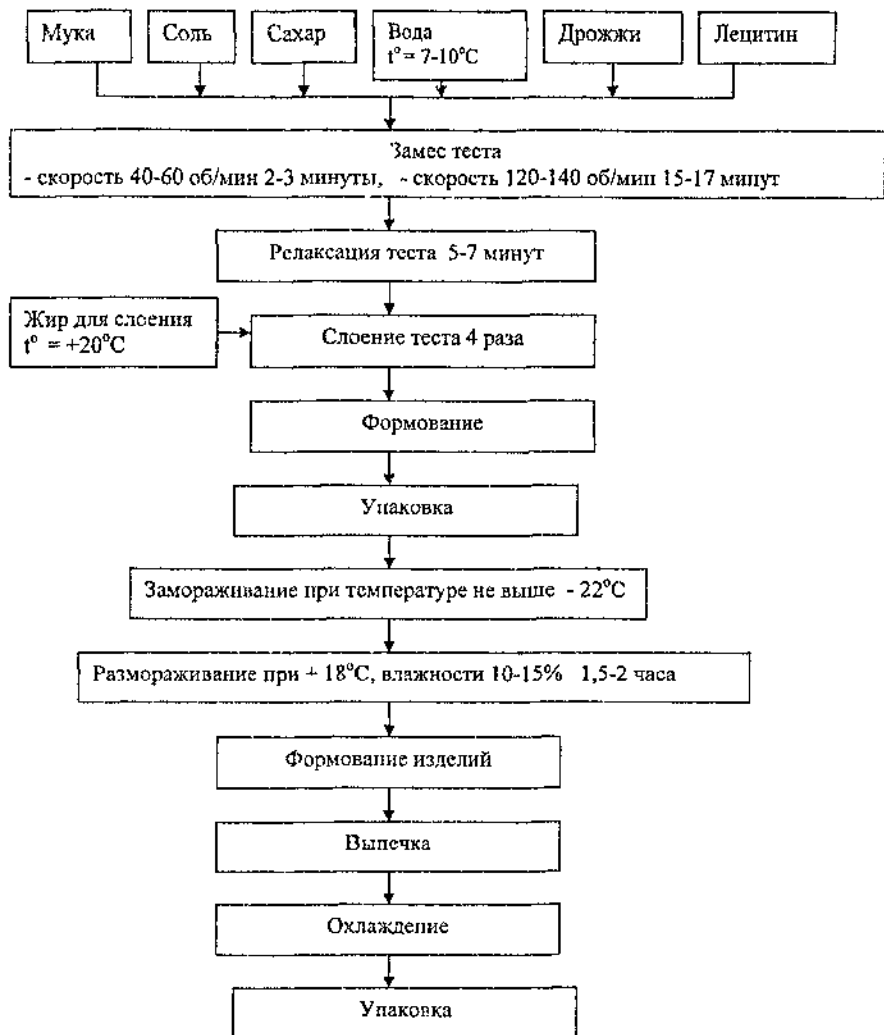 Мука
Соль
Сахар
Вода
t° = 7-10°C
Дрожжи
Лецитин
Замес теста
- скорость 40-60 об/мин 2-3 минуты, - скорость 120-140 об/мин 15-17 минут
Релаксация теста 5-7 минут
Жир для слоения
t° = +20°C
Слоение теста 4 раза
Формование
Упаковка
Замораживание при температуре не выше - 22°C
Размораживание при + 18°C, влажности 10-15% 1,5-2 часа
Формование изделий
Выпечка
Охлаждение
Упаковка